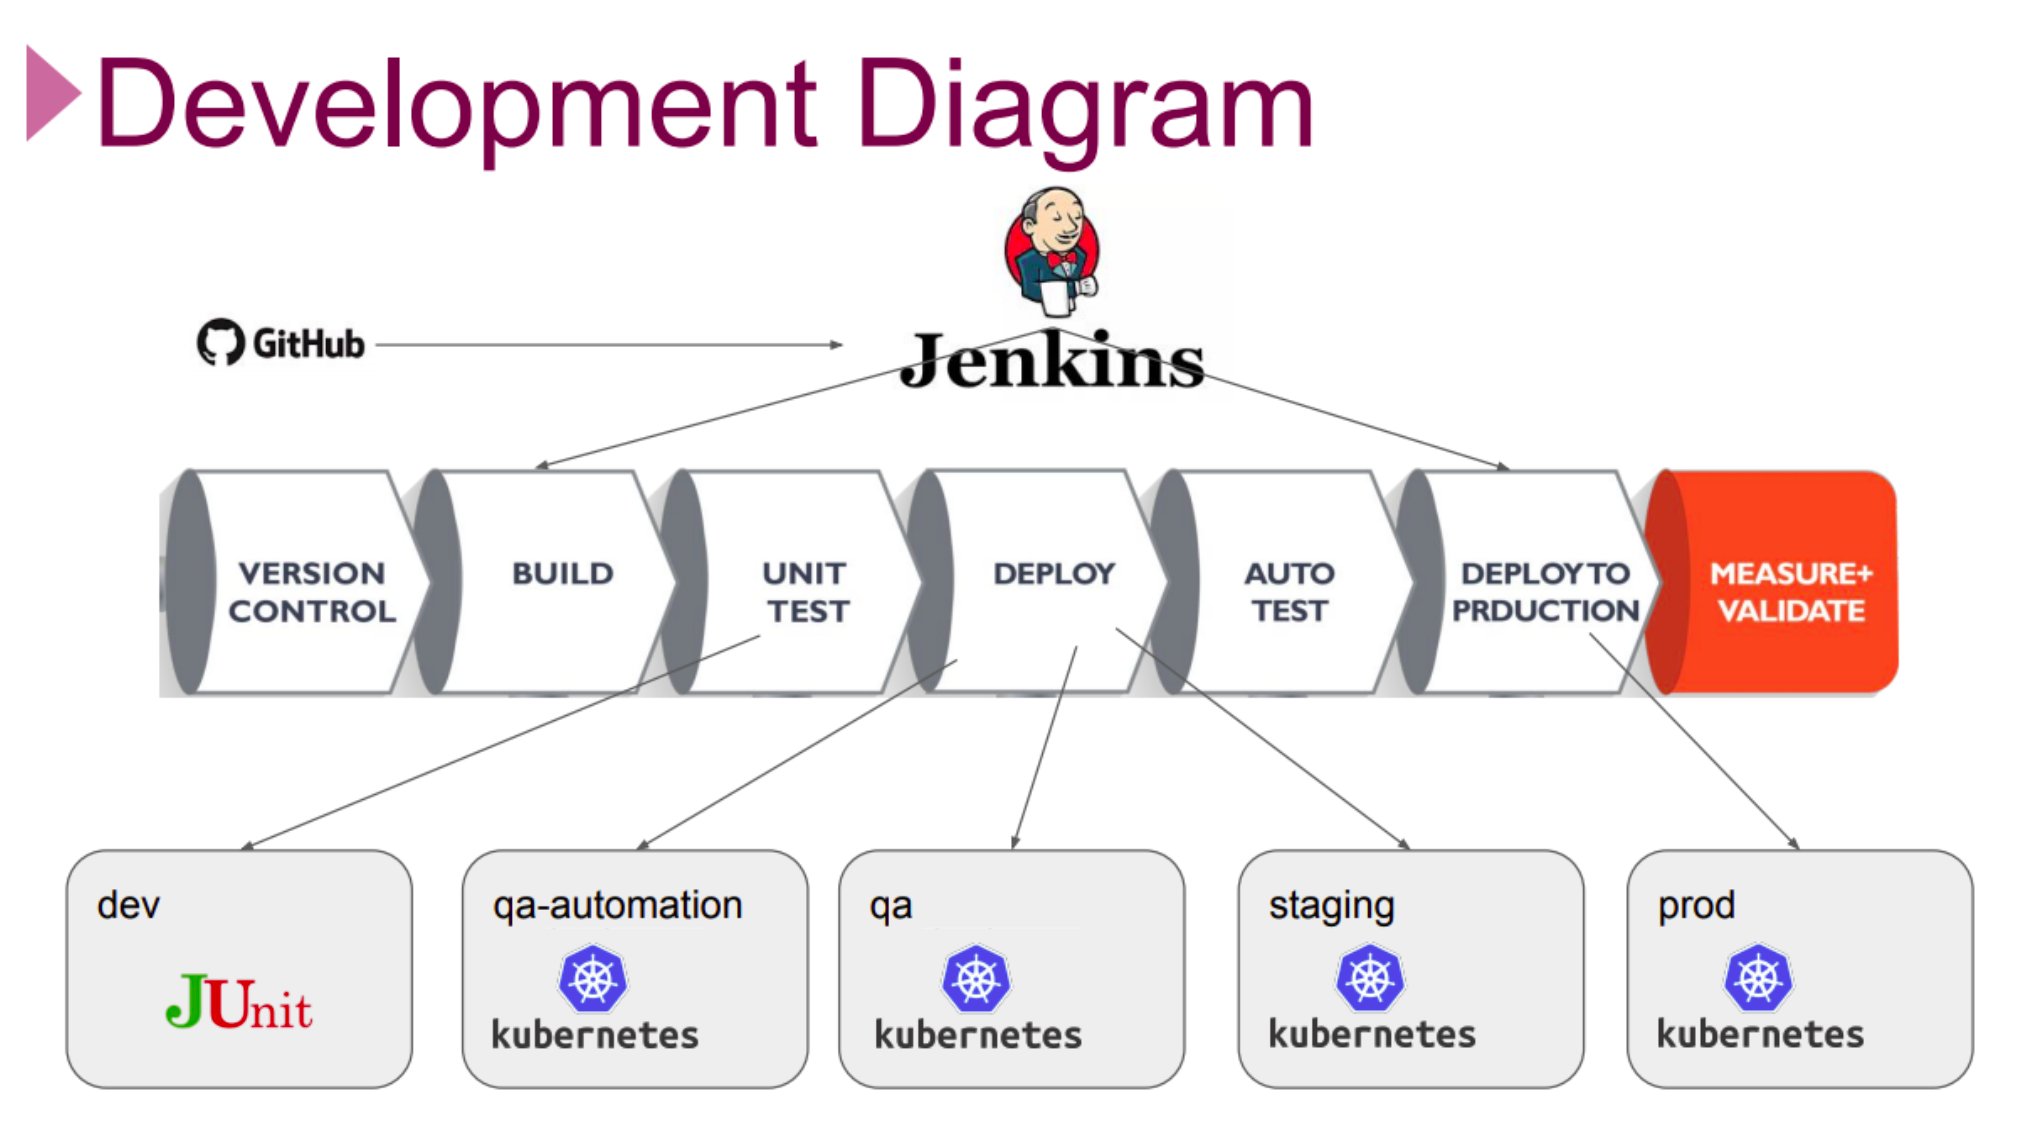 Development Diagram
GitHub
Jenkins
VERSION
CONTROL
BUILD
UNIT
TEST
DEPLOY
AUTO
TEST
DEPLOY TO
PRDUCTION
MEASURE+
VALIDATE
dev
JUnit
qa-automation
kubernetes
qa
kubernetes
staging
kubernetes
prod
kubernetes